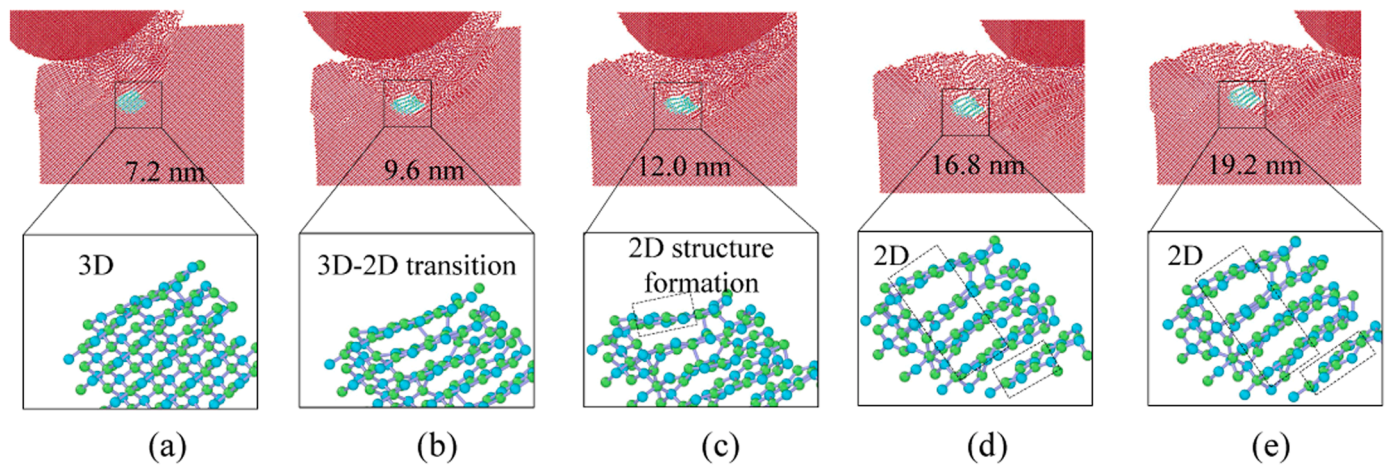 7.2 nm
9.6 nm
12.0 nm
16.8 nm
19.2 nm
3D
3D-2D transition
2D structure
formation
2D
2D
(a)
(b)
(c)
(d)
(e)